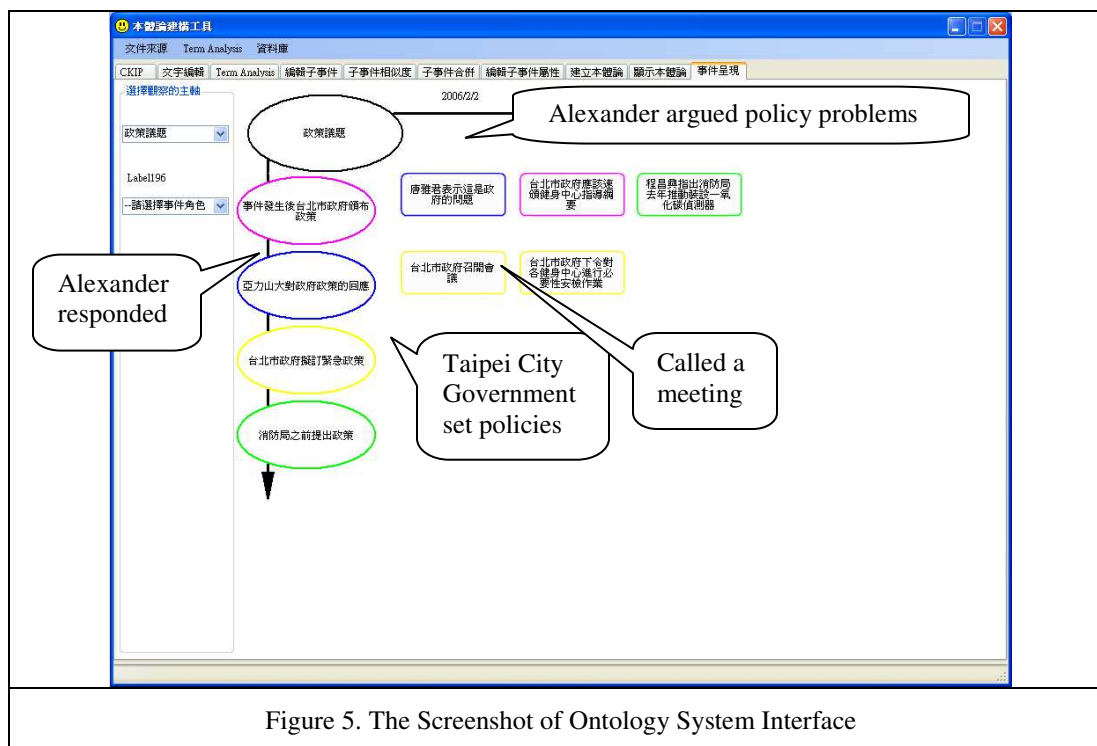 本體論建構工具
文件來源 Term Analysis 資料庫
CKIP 文字編輯 Term Analysis 編輯子事件 子事件相似度 子事件合併 編輯子事件屬性 建立本體論 顯示本體論 事件呈現
選擇觀察的主軸
政策議題
Label196
--請選擇事件角色
2006/2/2
Alexander argued policy problems
政策議題
事件發生後台北市政府頒布
政策
唐雅君表示這是政
府的問題
台北市政府應該速
頒健身中心指導綱
要
程昌興指出消防局
去年推動裝設一氧
化碳偵測器
Alexander
responded
亞力山大對政府政策的回應
台北市政府召開會
議
台北市政府下令對
各健身中心進行必
要性安檢作業
台北市政府擬訂緊急政策
Taipei City
Government
set policies
Called a
meeting
消防局之前提出政策
Figure 5. The Screenshot of Ontology System Interface